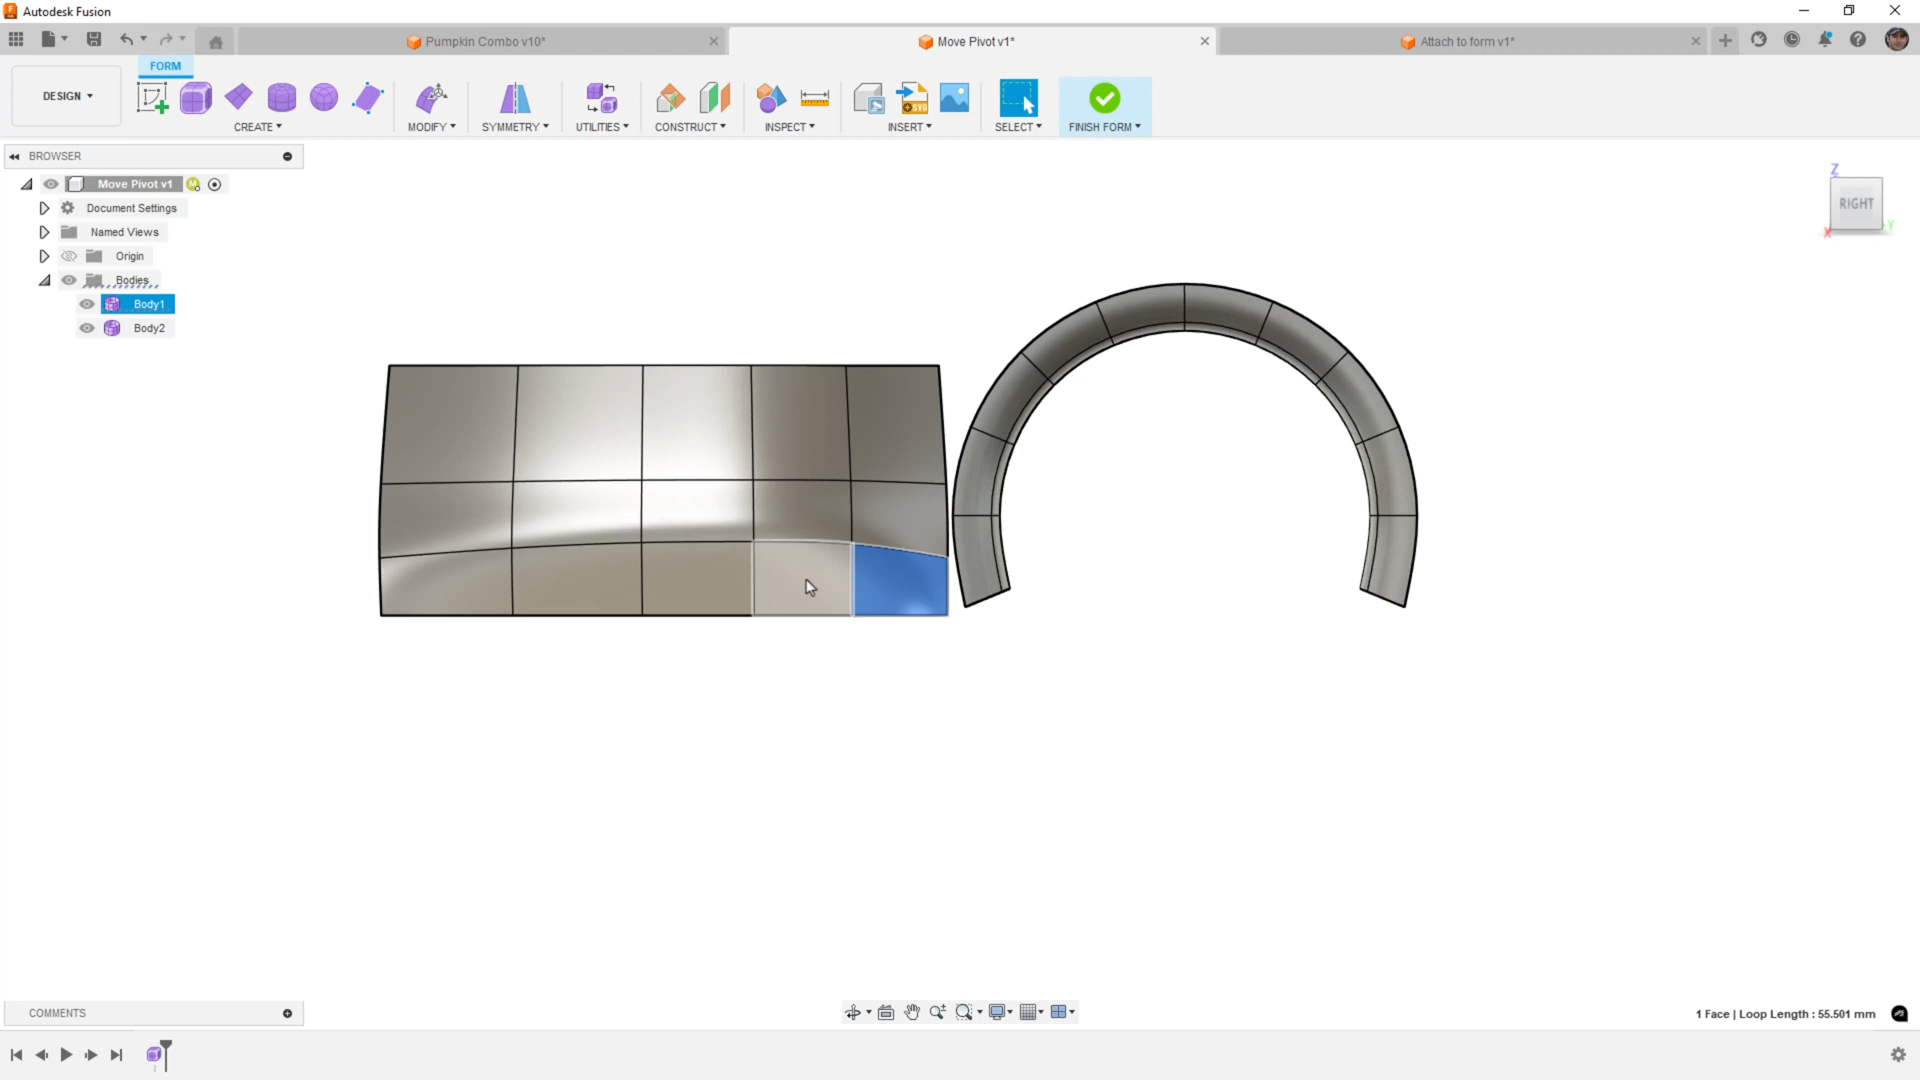 Autodesk Fusion
Pumpkin Combo v10*
Move Pivot v1*
Attach to form v1*
FORM
DESIGN
CREATE
MODIFY
SYMMETRY
UTILITIES
CONSTRUCT
INSPECT
INSERT
SELECT
FINISH FORM
BROWSER
Move Pivot v1
Document Settings
Named Views
Origin
Bodies
Body1
Body2
Z
RIGHT
X
Y
COMMENTS
1 Face | Loop Length : 55.501 mm